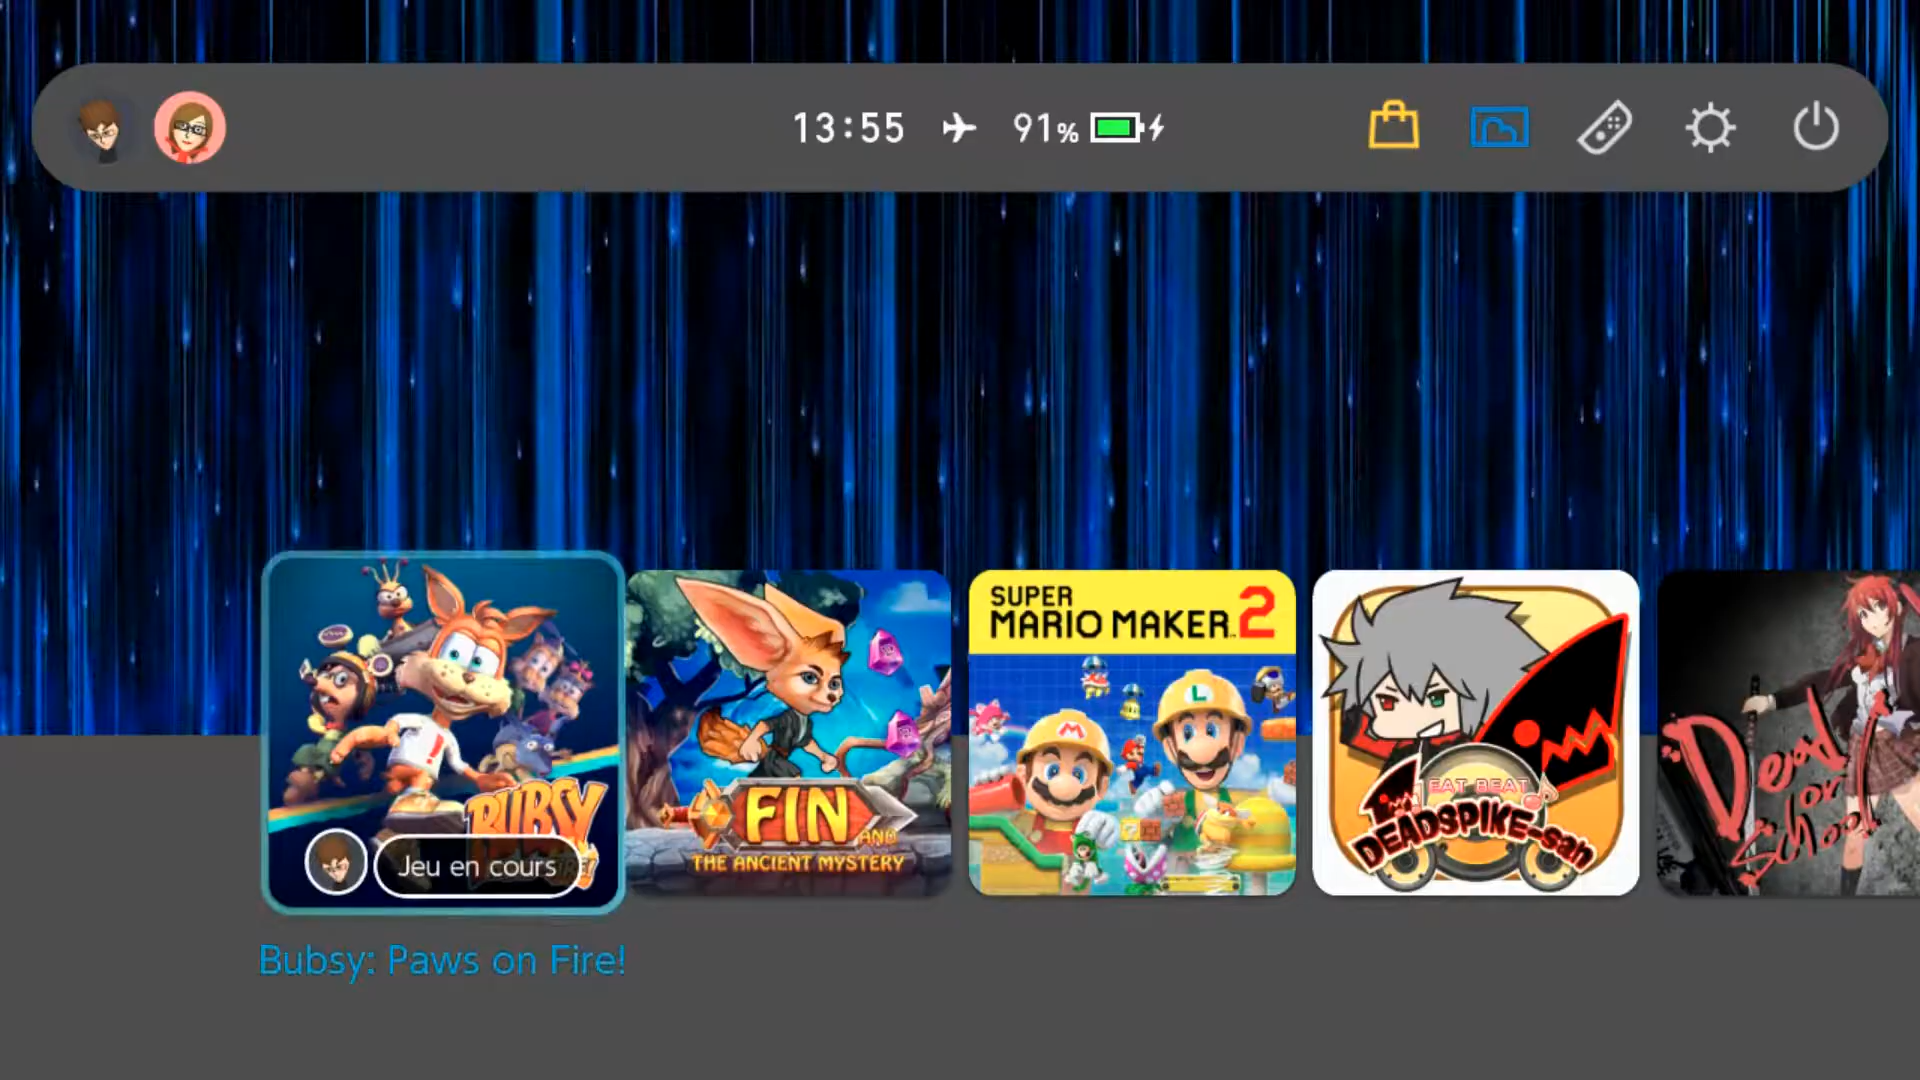 13:55
91%
SUPER
MARIO MAKER 2
L
M
FIN AND
THE ANCIENT MYSTERY
EAT BEAT
DEADSPIKE-san
Dead
or
School
BUBSY
Jeu en cours
Bubsy: Paws on Fire!